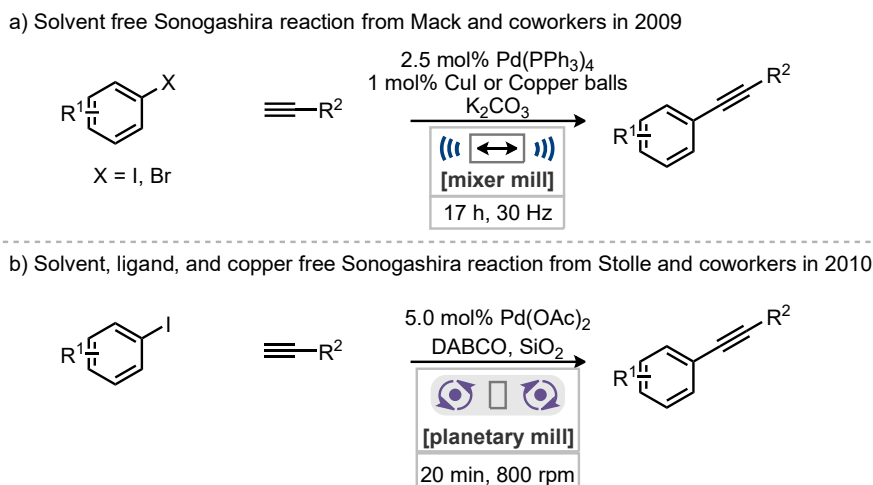 a) Solvent free Sonogashira reaction from Mack and coworkers in 2009
2.5 mol% Pd(PPh₃)₄
1 mol% CuI or Copper balls
K₂CO₃
R¹
X
R²
R¹
R²
X = I, Br
[mixer mill]
17 h, 30 Hz
b) Solvent, ligand, and copper free Sonogashira reaction from Stolle and coworkers in 2010
5.0 mol% Pd(OAc)₂
DABCO, SiO₂
R¹
I
R²
R¹
R²
[planetary mill]
20 min, 800 rpm